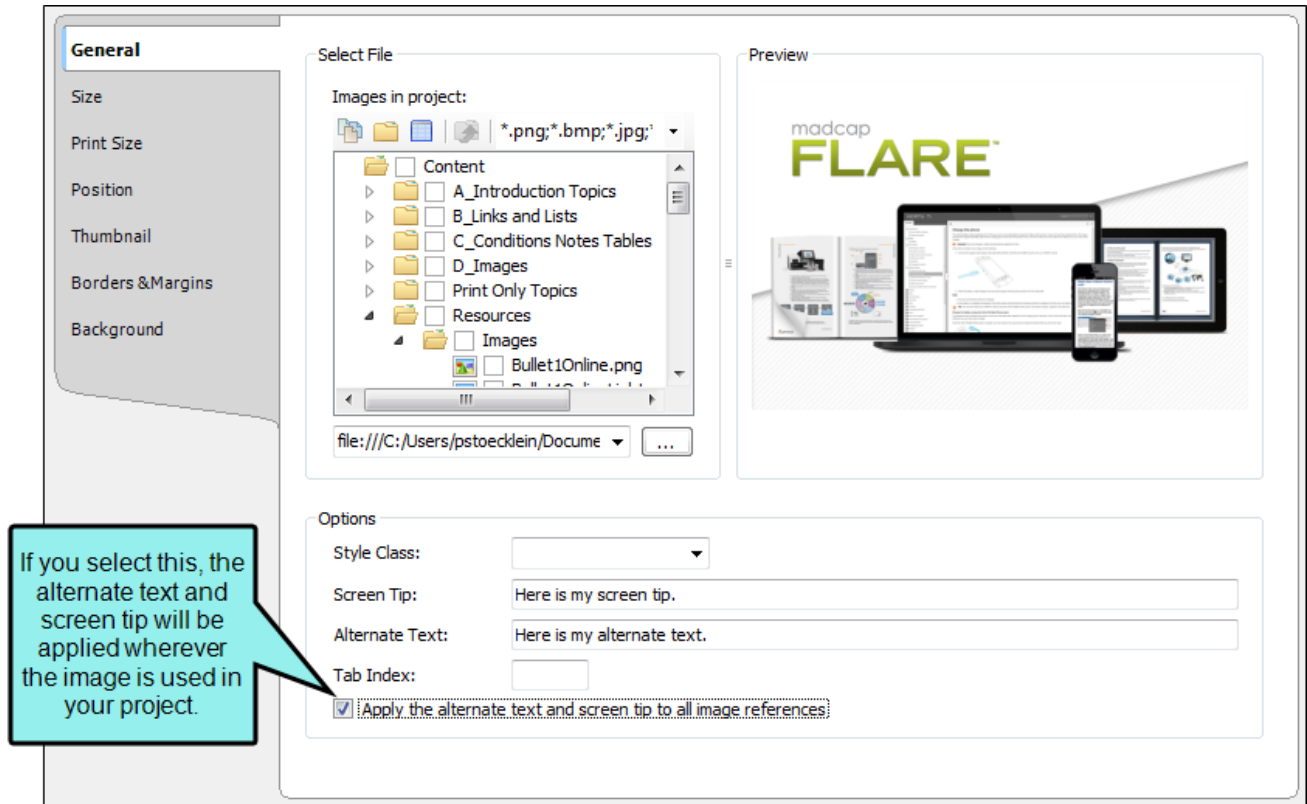 General
Size
Print Size
Position
Thumbnail
Borders &Margins
Background
Select File
Images in project:
*.png;*.bmp;*.jpg;*
Content
A_Introduction Topics
B_Links and Lists
C_Conditions Notes Tables
D_Images
Print Only Topics
Resources
Images
Bullet1Online.png
file:///C:/Users/pstoecklein/Docume
...
Preview
madcap
FLARE™
Options
Style Class:
Screen Tip:
Here is my screen tip.
Alternate Text:
Here is my alternate text.
Tab Index:
Apply the alternate text and screen tip to all image references
If you select this, the
alternate text and
screen tip will be
applied wherever
the image is used in
your project.